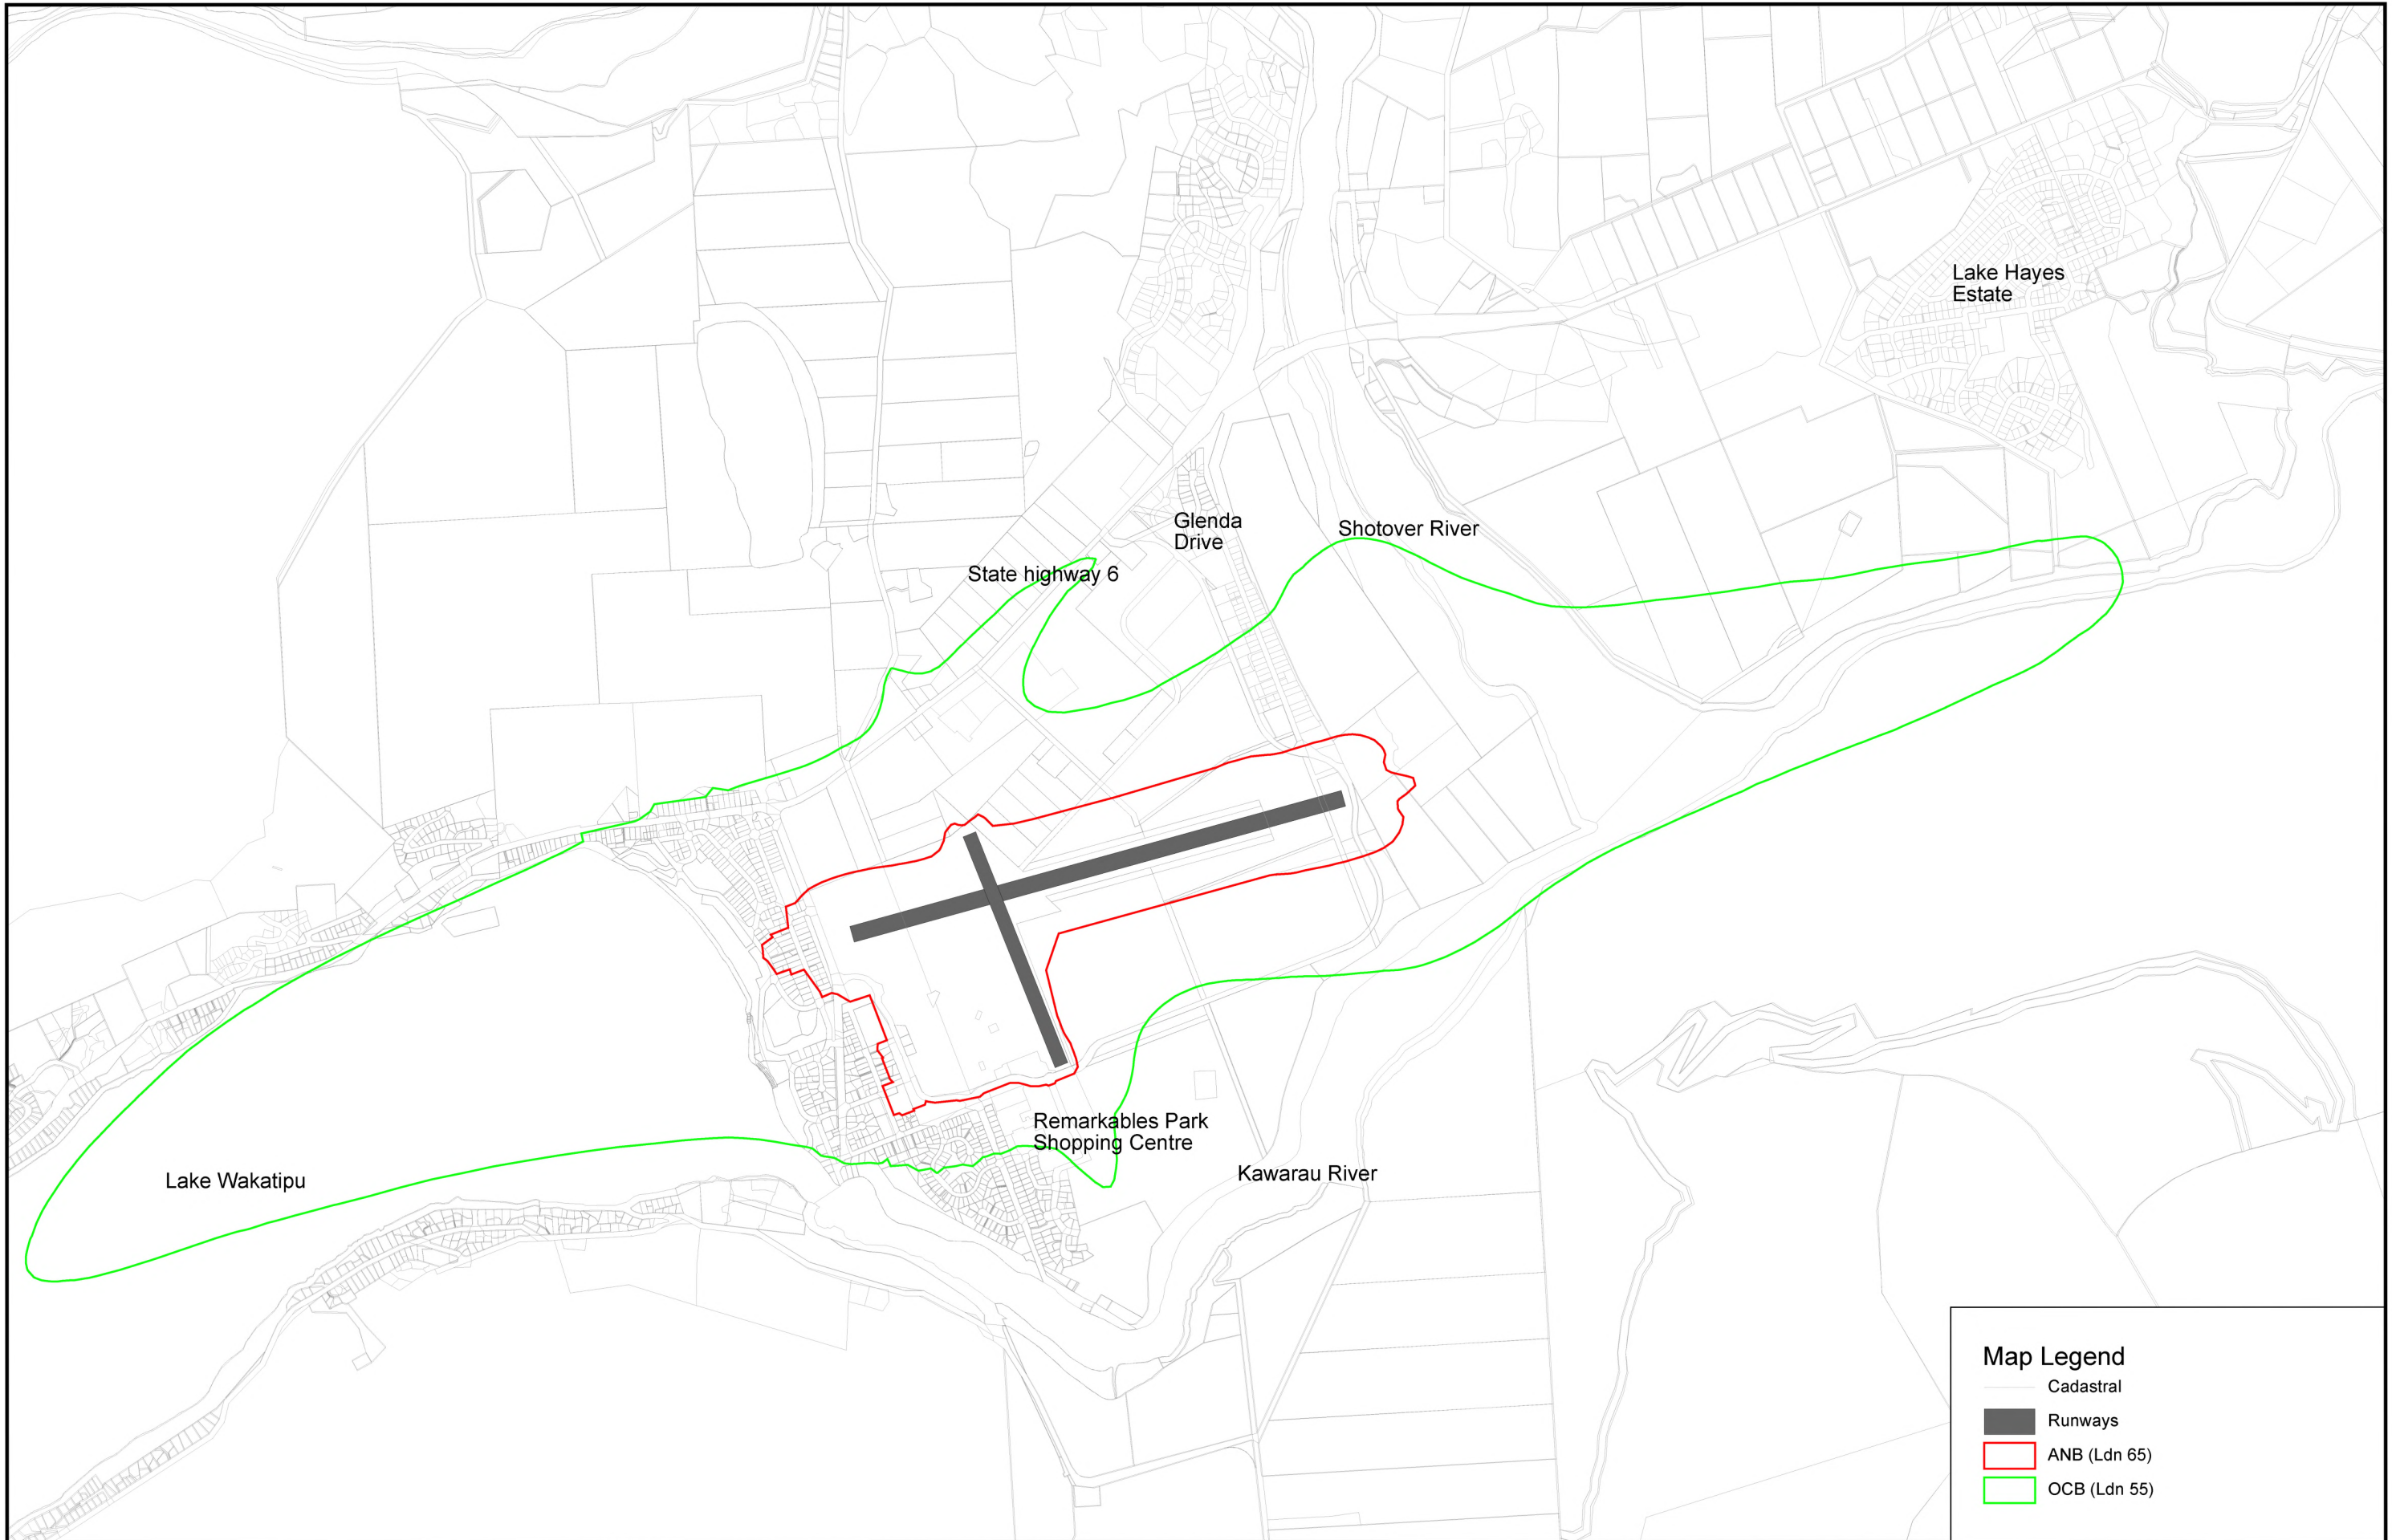 Lake Hayes
Estate
Glenda
Drive
Shotover River
State highway 6
Remarkables Park
Shopping Centre
Kawarau River
Lake Wakatipu
Map Legend
Cadastral
Runways
ANB (Ldn 65)
OCB (Ldn 55)